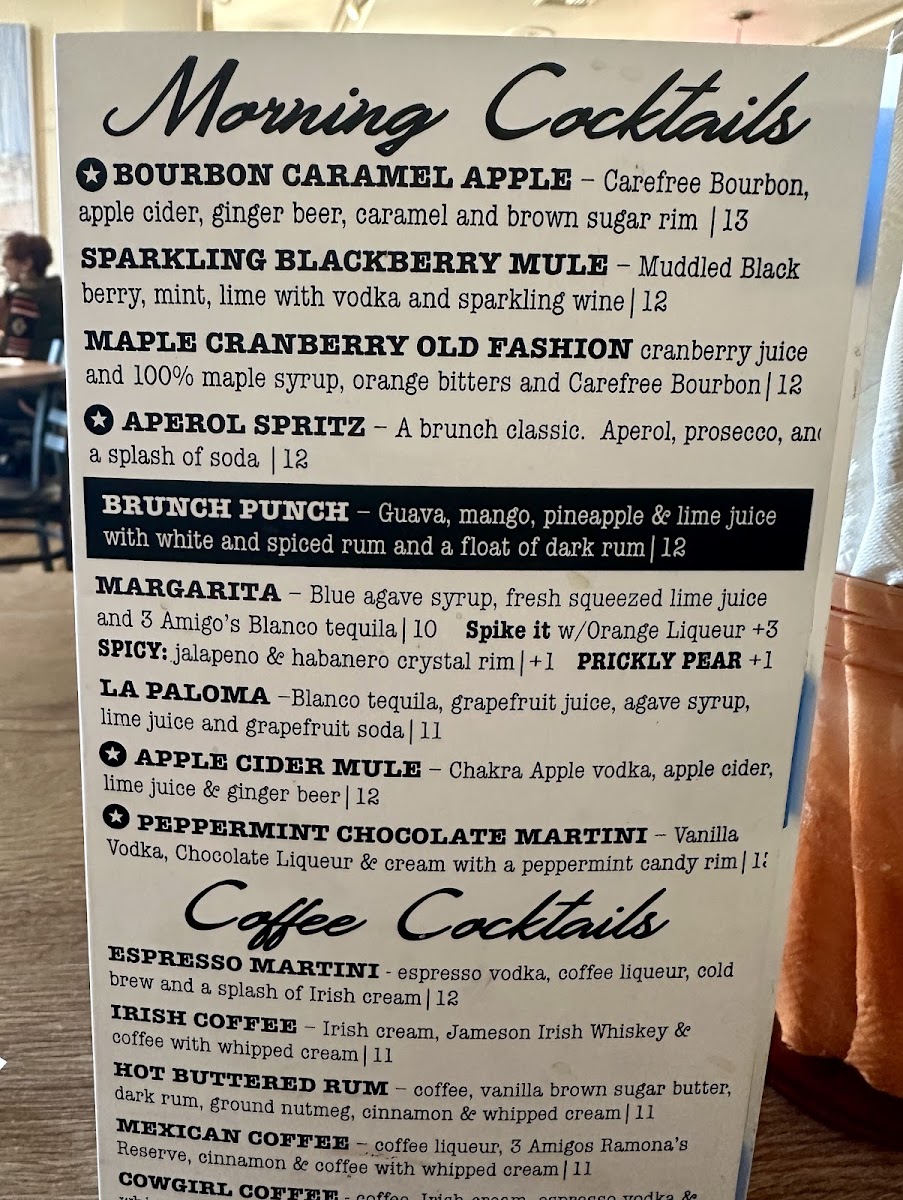 Morning Cocktails
BOURBON CARAMEL APPLE – Carefree Bourbon,
apple cider, ginger beer, caramel and brown sugar rim |13
SPARKLING BLACKBERRY MULE – Muddled Black
berry, mint, lime with vodka and sparkling wine| 12
MAPLE CRANBERRY OLD FASHION cranberry juice
and 100% maple syrup, orange bitters and Carefree Bourbon| 12
APEROL SPRITZ – A brunch classic. Aperol, prosecco, and
a splash of soda |12
BRUNCH PUNCH – Guava, mango, pineapple & lime juice
with white and spiced rum and a float of dark rum| 12
MARGARITA – Blue agave syrup, fresh squeezed lime juice
and 3 Amigo's Blanco tequila| 10 Spike it w/Orange Liqueur +3
SPICY: jalapeno & habanero crystal rim|+1 PRICKLY PEAR +1
LA PALOMA –Blanco tequila, grapefruit juice, agave syrup,
lime juice and grapefruit soda| 11
APPLE CIDER MULE – Chakra Apple vodka, apple cider,
lime juice & ginger beer| 12
PEPPERMINT CHOCOLATE MARTINI – Vanilla
Vodka, Chocolate Liqueur & cream with a peppermint candy rim|
Coffee Cocktails
ESPRESSO MARTINI - espresso vodka, coffee liqueur, cold
brew and a splash of Irish cream| 12
IRISH COFFEE – Irish cream, Jameson Irish Whiskey &
coffee with whipped cream| 11
HOT BUTTERED RUM – coffee, vanilla brown sugar butter,
dark rum, ground nutmeg, cinnamon & whipped cream| 11
MEXICAN COFFEE – coffee liqueur, 3 Amigos Ramona's
Reserve, cinnamon & coffee with whipped cream| 11
COWGIRL COFFEE - coffee, Irish cream, espresso vodka &